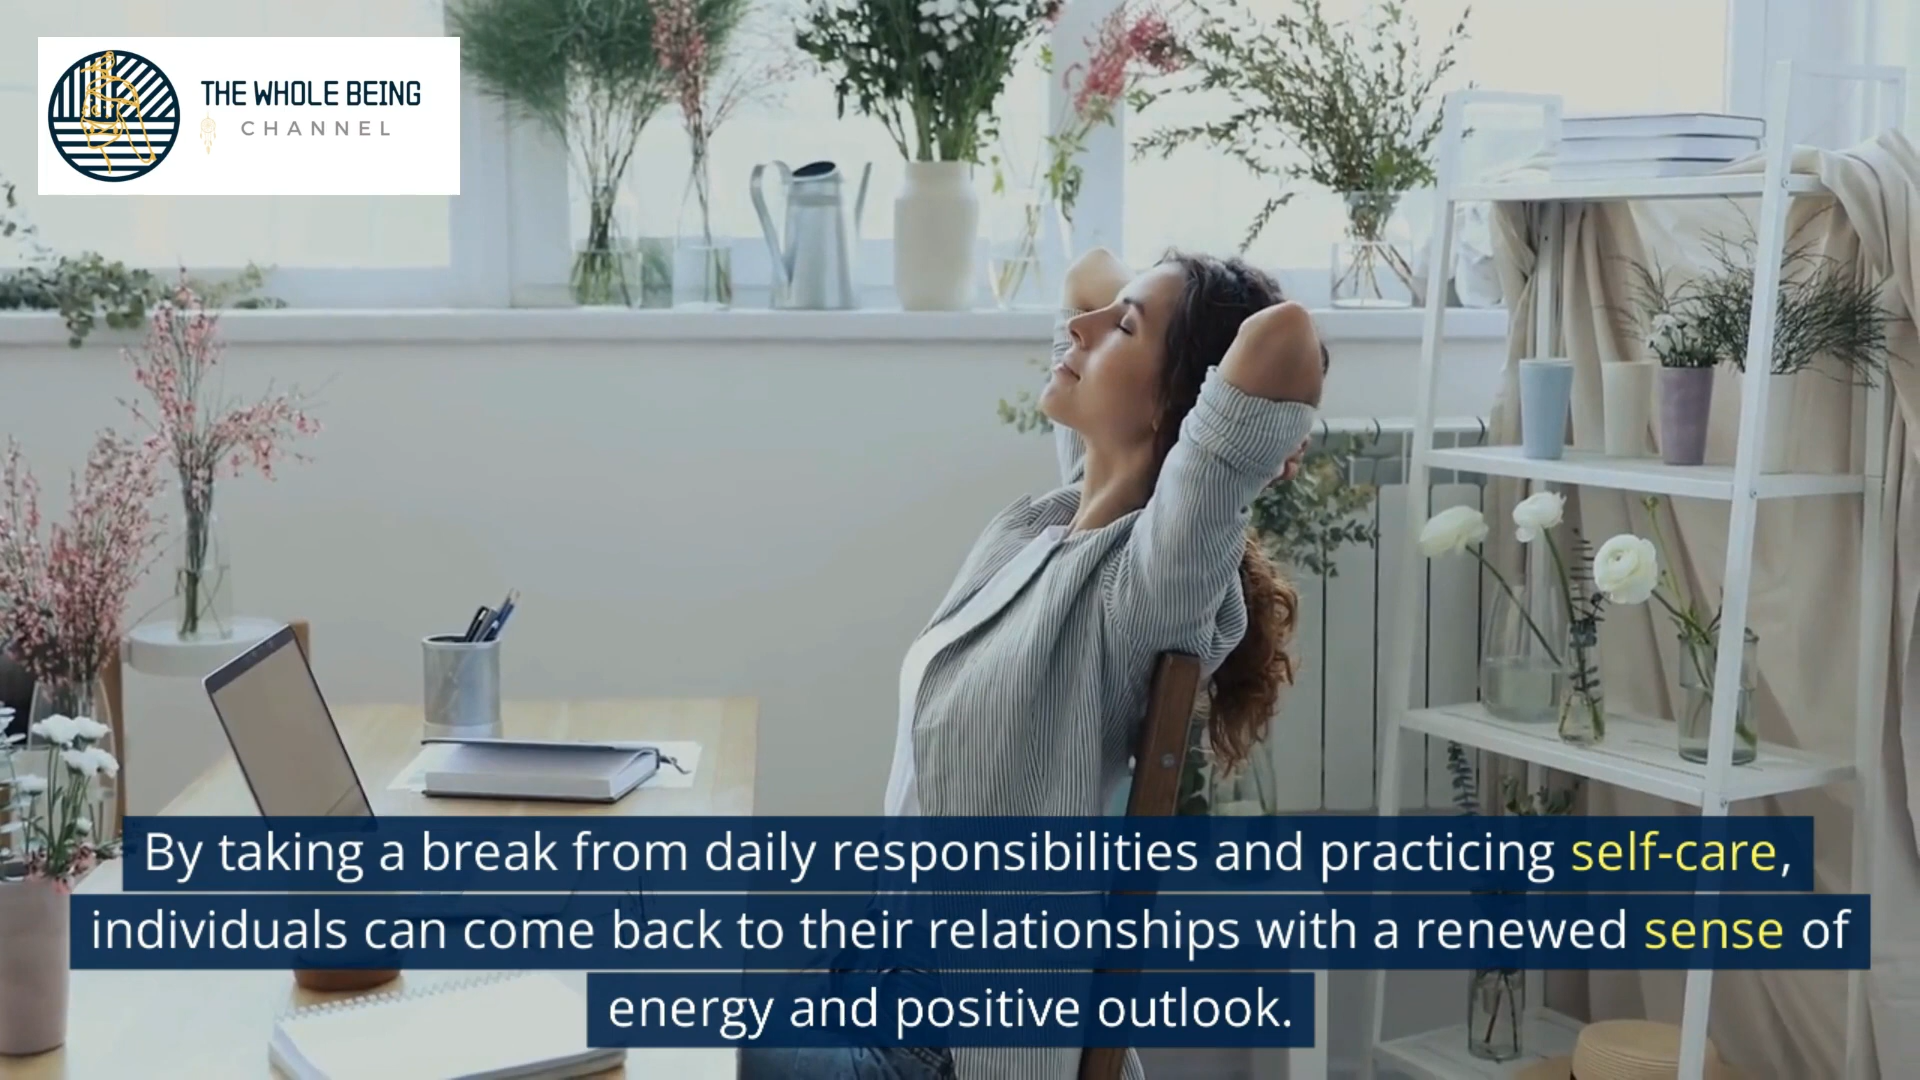 THE WHOLE BEING
CHANNEL
By taking a break from daily responsibilities and practicing self-care,
individuals can come back to their relationships with a renewed sense of
energy and positive outlook.